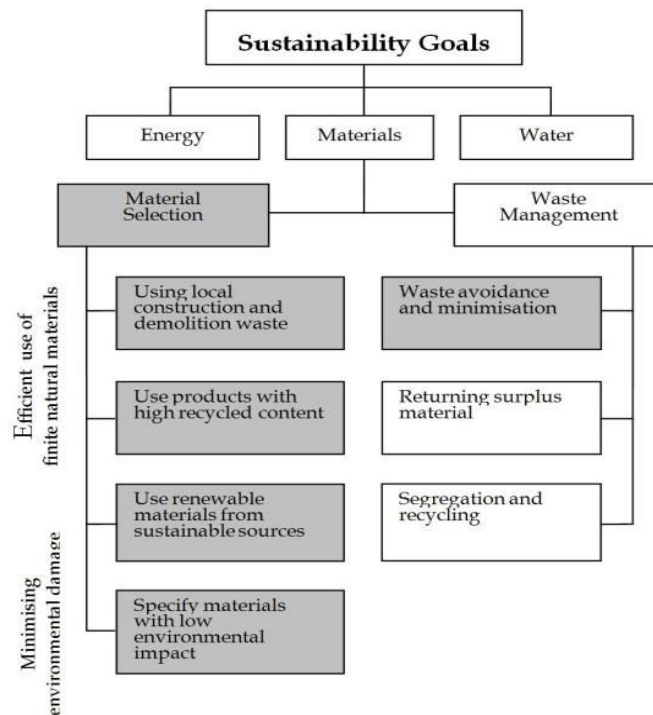 Sustainability Goals
Energy
Materials
Water
Material
Selection
Waste
Management
Using local
construction and
demolition waste
Waste avoidance
and minimisation
Use products with
high recycled content
Returning surplus
material
Use renewable
materials from
sustainable sources
Segregation and
recycling
Specify materials
with low
environmental
impact
Efficient use of
finite natural materials
Minimising
environmental damage